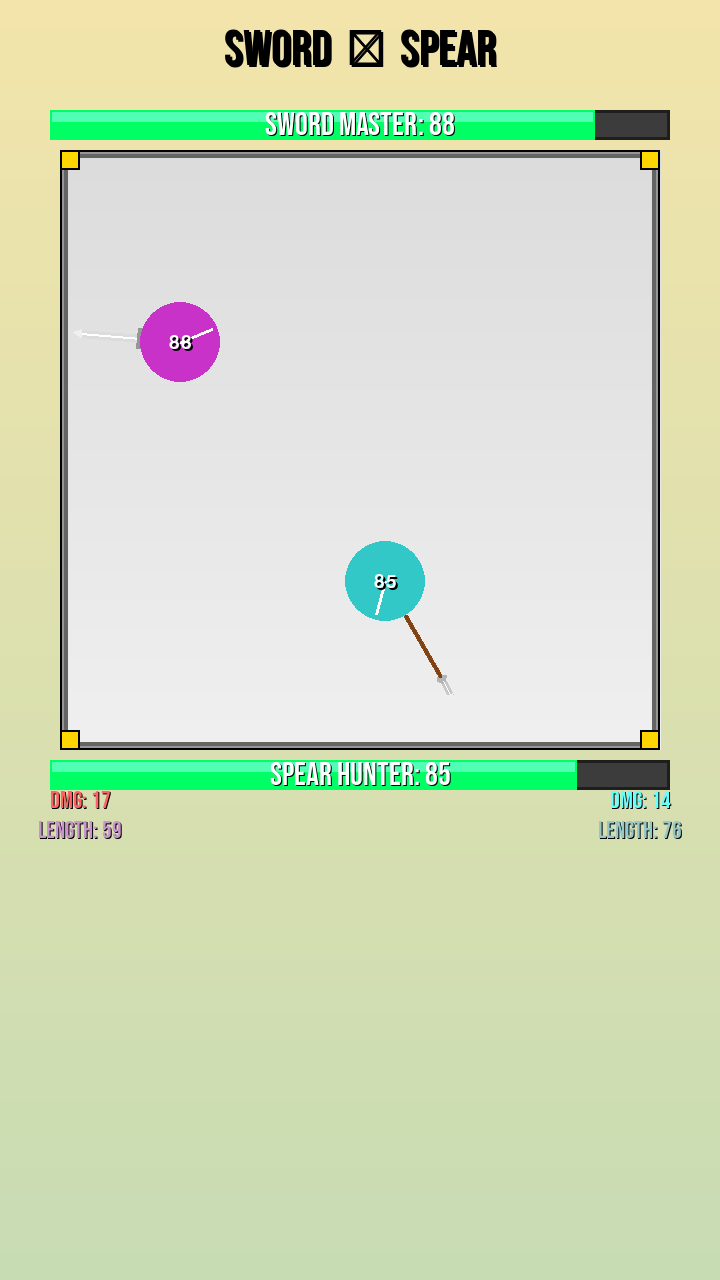 SWORD ☒ SPEAR
SWORD MASTER: 88
88
85
SPEAR HUNTER: 85
DMG: 17
DMG: 14
LENGTH: 59
LENGTH: 76